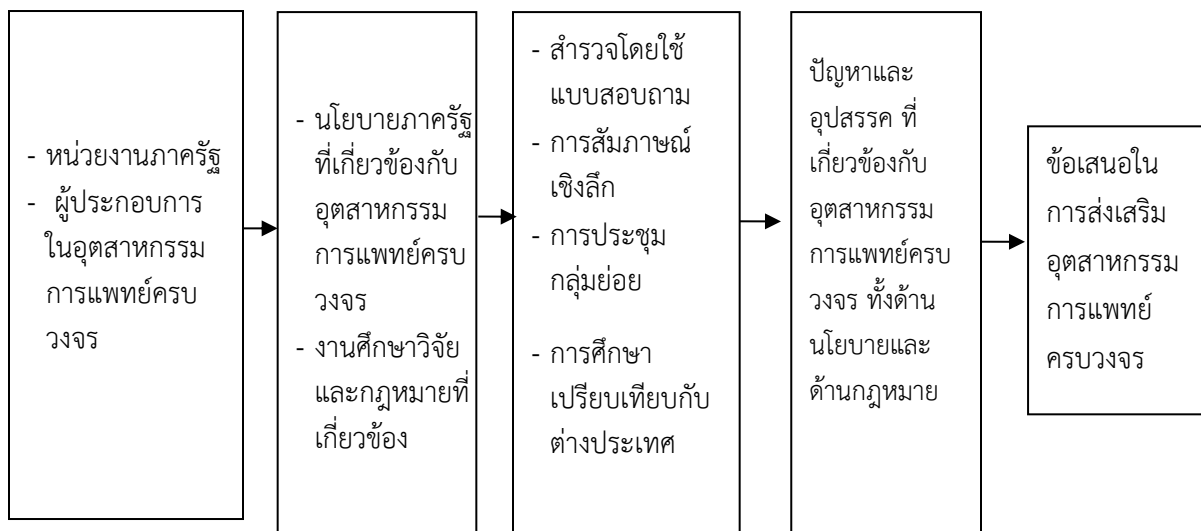 - หน่วยงานภาครัฐ
- ผู้ประกอบการ
ในอุตสาหกรรม
การแพทย์ครบ
วงจร
- นโยบายภาครัฐ
ที่เกี่ยวข้องกับ
อุตสาหกรรม
การแพทย์ครบ
วงจร
- งานศึกษาวิจัย
และกฎหมายที่
เกี่ยวข้อง
- สำรวจโดยใช้
แบบสอบถาม
- การสัมภาษณ์
เชิงลึก
- การประชุม
กลุ่มย่อย
- การศึกษา
เปรียบเทียบกับ
ต่างประเทศ
ปัญหาและ
อุปสรรค ที่
เกี่ยวข้องกับ
อุตสาหกรรม
การแพทย์ครบ
วงจร ทั้งด้าน
นโยบายและ
ด้านกฎหมาย
ข้อเสนอใน
การส่งเสริม
อุตสาหกรรม
การแพทย์
ครบวงจร